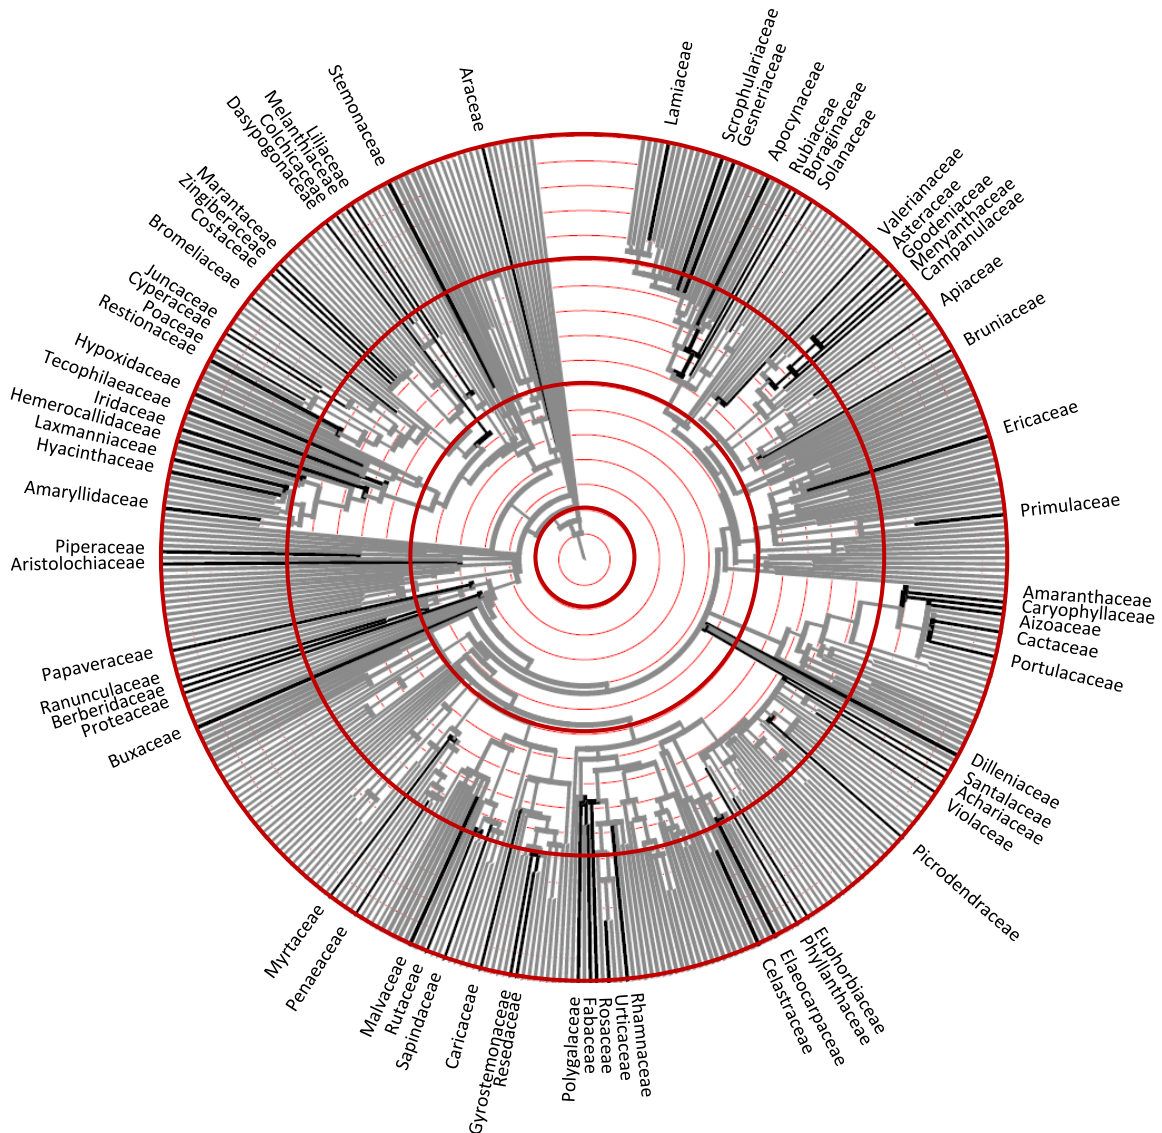 Lamiaceae
Scrophulariaceae
Gesneriaceae
Apocynaceae
Rubiaceae
Boraginaceae
Solanaceae
Valerianaceae
Asteraceae
Goodeniaceae
Menyanthaceae
Campanulaceae
Apiaceae
Bruniaceae
Ericaceae
Primulaceae
Amaranthaceae
Caryophyllaceae
Aizoaceae
Cactaceae
Portulacaceae
Dilleniaceae
Santalaceae
Achariaceae
Violaceae
Picrodendraceae
Euphorbiaceae
Phyllanthaceae
Elaeocarpaceae
Celastraceae
Rhamnaceae
Urticaceae
Rosaceae
Fabaceae
Polygalaceae
Resedaceae
Gyrostemonaceae
Caricaceae
Sapindaceae
Rutaceae
Malvaceae
Penaeaceae
Myrtaceae
Buxaceae
Proteaceae
Berberidaceae
Ranunculaceae
Papaveraceae
Aristolochiaceae
Piperaceae
Amaryllidaceae
Hyacinthaceae
Laxmanniaceae
Hemerocallidaceae
Iridaceae
Tecophilaeaceae
Hypoxidaceae
Restionaceae
Poaceae
Cyperaceae
Juncaceae
Bromeliaceae
Costaceae
Zingiberaceae
Marantaceae
Dasypogonaceae
Colchicaceae
Melanthiaceae
Liliaceae
Stemonaceae
Araceae